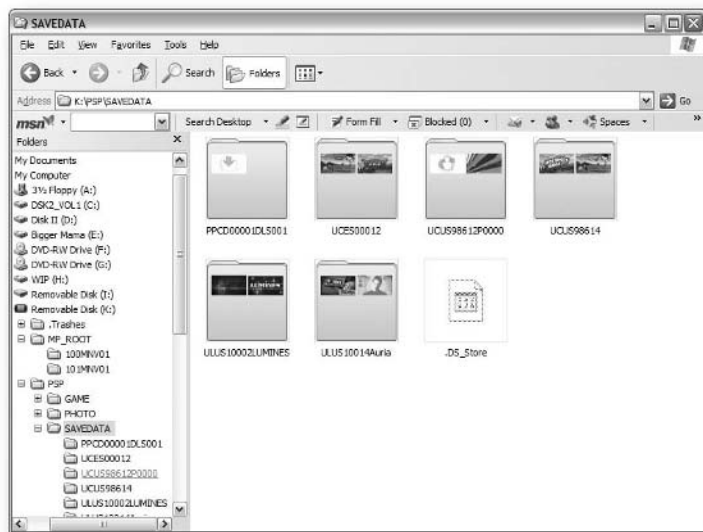 SAVEDATA
File Edit View Favorites Tools Help
Back Search Folders
Address K:\PSP\SAVEDATA Go
msn Search Desktop Form Fill Blocked (0) Spaces »
Folders X
My Documents
My Computer
3½ Floppy (A:)
DSK2_VOL1 (C:)
Disk II (D:)
Bigger Mama (E:)
DVD-RW Drive (F:)
DVD-RW Drive (G:)
WIP (H:)
Removable Disk (I:)
Removable Disk (K:)
.Trashes
MP_ROOT
100MNV01
101MNV01
PSP
GAME
PHOTO
SAVEDATA
PPCD00001DLS001
UCES00012
UCUS98612P0000
UCUS98614
ULUS10002LUMINES
PPCD00001DLS001
UCES00012
UCUS98612P0000
UCUS98614
ULUS10002LUMINES
ULUS10014Auria
.DS_Store